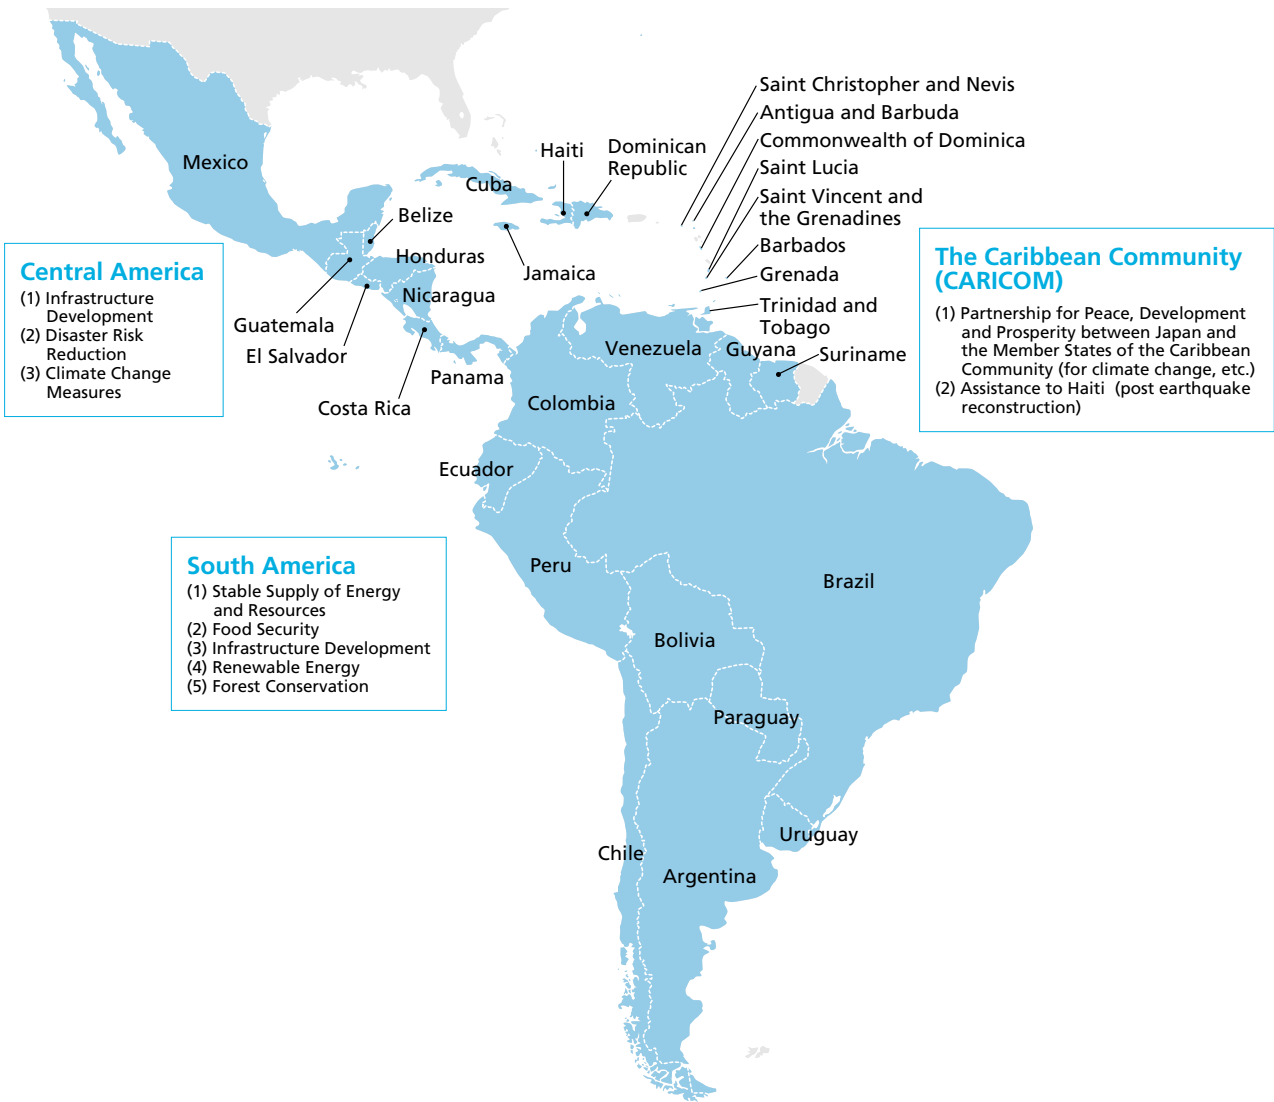 Saint Christopher and Nevis
Antigua and Barbuda
Commonwealth of Dominica
Saint Lucia
Saint Vincent and
the Grenadines
Barbados
Grenada
Trinidad and
Tobago
Haiti
Dominican
Republic
Mexico
Cuba
Belize
Honduras
Jamaica
Nicaragua
Guatemala
El Salvador
Panama
Costa Rica
Venezuela
Guyana
Suriname
Colombia
Ecuador
Peru
Brazil
Bolivia
Paraguay
Uruguay
Chile
Argentina
Central America
(1) Infrastructure
Development
(2) Disaster Risk
Reduction
(3) Climate Change
Measures
The Caribbean Community
(CARICOM)
(1) Partnership for Peace, Development
and Prosperity between Japan and
the Member States of the Caribbean
Community (for climate change, etc.)
(2) Assistance to Haiti (post earthquake
reconstruction)
South America
(1) Stable Supply of Energy
and Resources
(2) Food Security
(3) Infrastructure Development
(4) Renewable Energy
(5) Forest Conservation